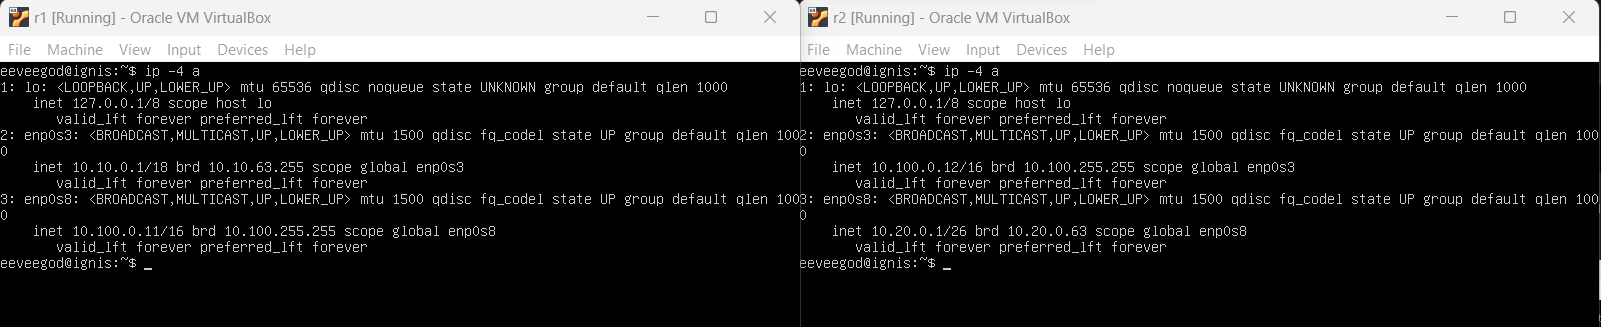 r1 [Running] - Oracle VM VirtualBox
File Machine View Input Devices Help
eeveegod@ignis:~$ ip -4 a
1: lo: <LOOPBACK,UP,LOWER_UP> mtu 65536 qdisc noqueue state UNKNOWN group default qlen 1000
    inet 127.0.0.1/8 scope host lo
       valid_lft forever preferred_lft forever
2: enp0s3: <BROADCAST,MULTICAST,UP,LOWER_UP> mtu 1500 qdisc fq_codel state UP group default qlen 100
0
    inet 10.10.0.1/18 brd 10.10.63.255 scope global enp0s3
       valid_lft forever preferred_lft forever
3: enp0s8: <BROADCAST,MULTICAST,UP,LOWER_UP> mtu 1500 qdisc fq_codel state UP group default qlen 100
0
    inet 10.100.0.11/16 brd 10.100.255.255 scope global enp0s8
       valid_lft forever preferred_lft forever
eeveegod@ignis:~$ _
r2 [Running] - Oracle VM VirtualBox
File Machine View Input Devices Help
eeveegod@ignis:~$ ip -4 a
1: lo: <LOOPBACK,UP,LOWER_UP> mtu 65536 qdisc noqueue state UNKNOWN group default qlen 1000
    inet 127.0.0.1/8 scope host lo
       valid_lft forever preferred_lft forever
2: enp0s3: <BROADCAST,MULTICAST,UP,LOWER_UP> mtu 1500 qdisc fq_codel state UP group default qlen 100
0
    inet 10.100.0.12/16 brd 10.100.255.255 scope global enp0s3
       valid_lft forever preferred_lft forever
3: enp0s8: <BROADCAST,MULTICAST,UP,LOWER_UP> mtu 1500 qdisc fq_codel state UP group default qlen 100
0
    inet 10.20.0.1/26 brd 10.20.0.63 scope global enp0s8
       valid_lft forever preferred_lft forever
eeveegod@ignis:~$ _